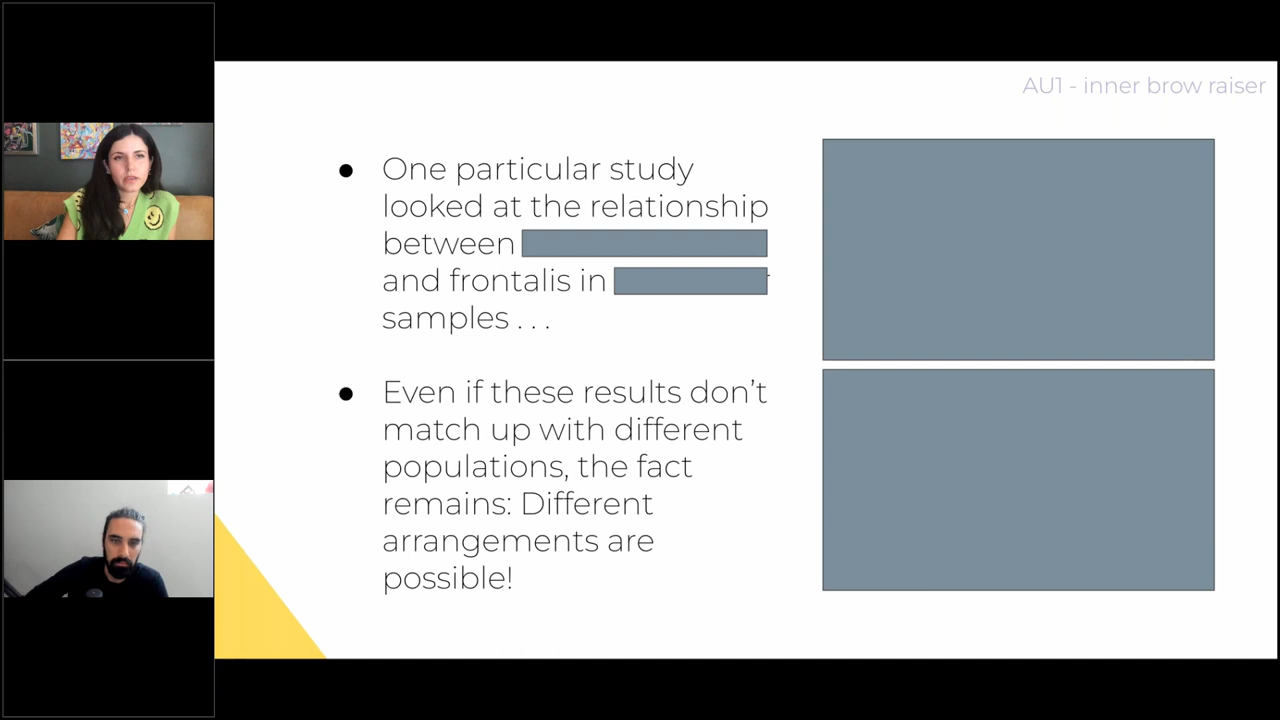 AU1 - inner brow raiser
● One particular study
looked at the relationship
between
and frontalis in
samples . . .
● Even if these results don’t
match up with different
populations, the fact
remains: Different
arrangements are
possible!